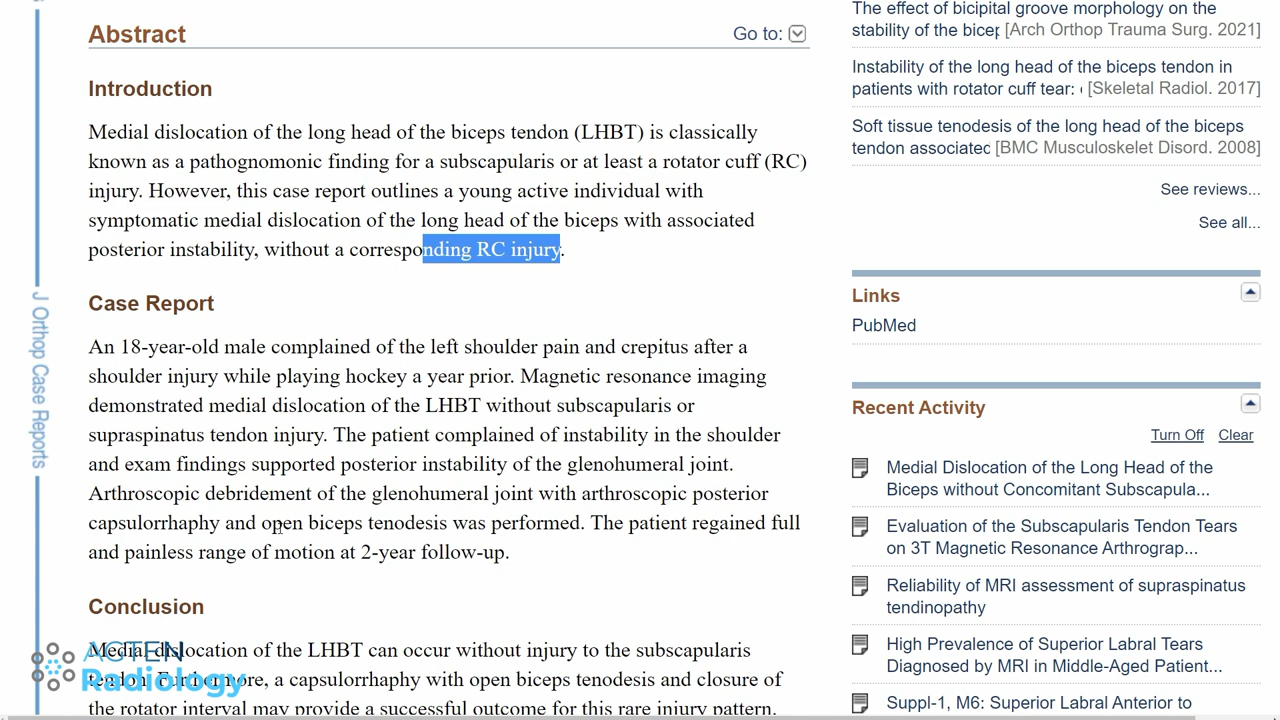 Abstract
Go to:
Introduction
Medial dislocation of the long head of the biceps tendon (LHBT) is classically
known as a pathognomonic finding for a subscapularis or at least a rotator cuff (RC)
injury. However, this case report outlines a young active individual with
symptomatic medial dislocation of the long head of the biceps with associated
posterior instability, without a corresponding RC injury.
Case Report
An 18-year-old male complained of the left shoulder pain and crepitus after a
shoulder injury while playing hockey a year prior. Magnetic resonance imaging
demonstrated medial dislocation of the LHBT without subscapularis or
supraspinatus tendon injury. The patient complained of instability in the shoulder
and exam findings supported posterior instability of the glenohumeral joint.
Arthroscopic debridement of the glenohumeral joint with arthroscopic posterior
capsulorrhaphy and open biceps tenodesis was performed. The patient regained full
and painless range of motion at 2-year follow-up.
Conclusion
Medial dislocation of the LHBT can occur without injury to the subscapularis
tendon. Furthermore, a capsulorrhaphy with open biceps tenodesis and closure of
the rotator interval may provide a successful outcome for this rare injury pattern.
J Orthop Case Reports
Radiology
The effect of bicipital groove morphology on the
stability of the bicep [Arch Orthop Trauma Surg. 2021]
Instability of the long head of the biceps tendon in
patients with rotator cuff tear: [Skeletal Radiol. 2017]
Soft tissue tenodesis of the long head of the biceps
tendon associated [BMC Musculoskelet Disord. 2008]
See reviews...
See all...
Links
PubMed
Recent Activity
Turn Off Clear
Medial Dislocation of the Long Head of the
Biceps without Concomitant Subscapula...
Evaluation of the Subscapularis Tendon Tears
on 3T Magnetic Resonance Arthrograp...
Reliability of MRI assessment of supraspinatus
tendinopathy
High Prevalence of Superior Labral Tears
Diagnosed by MRI in Middle-Aged Patient...
Suppl-1, M6: Superior Labral Anterior to